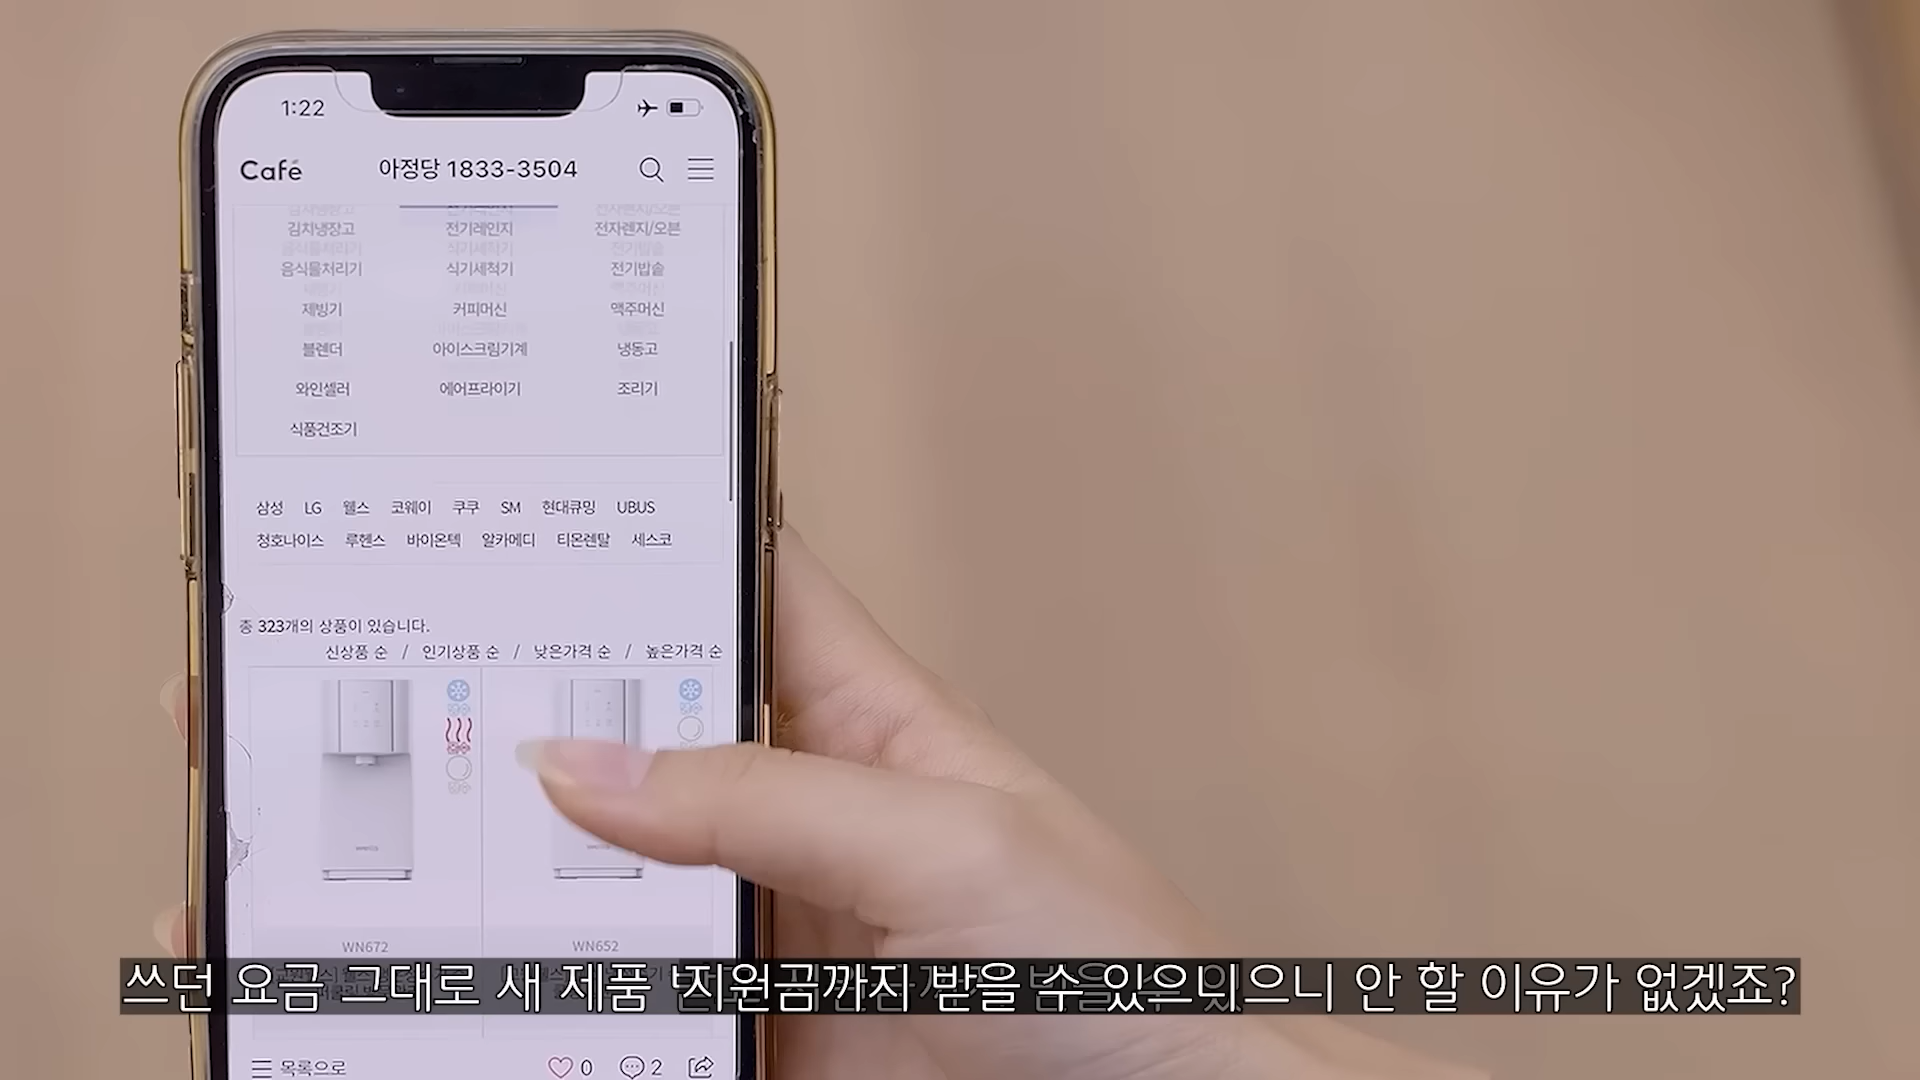 1:22
Café 아정당 1833-3504
김치냉장고 전기레인지 전자렌지/오븐
음식물처리기 식기세척기 전기밥솥
제빙기 커피머신 맥주머신
블렌더 아이스크림기계 냉동고
와인셀러 에어프라이기 조리기
식품건조기
삼성 LG 웰스 코웨이 쿠쿠 SM 현대큐밍 UBUS
청호나이스 루헨스 바이온텍 알카메디 티몬렌탈 세스코
총 323개의 상품이 있습니다.
신상품 순 / 인기상품 순 / 낮은가격 순 / 높은가격 순
WN672 WN652
쓰던 요금 그대로 새 제품 지원금까지 받을 수 있으니 안 할 이유가 없겠죠?
목록으로 0 2